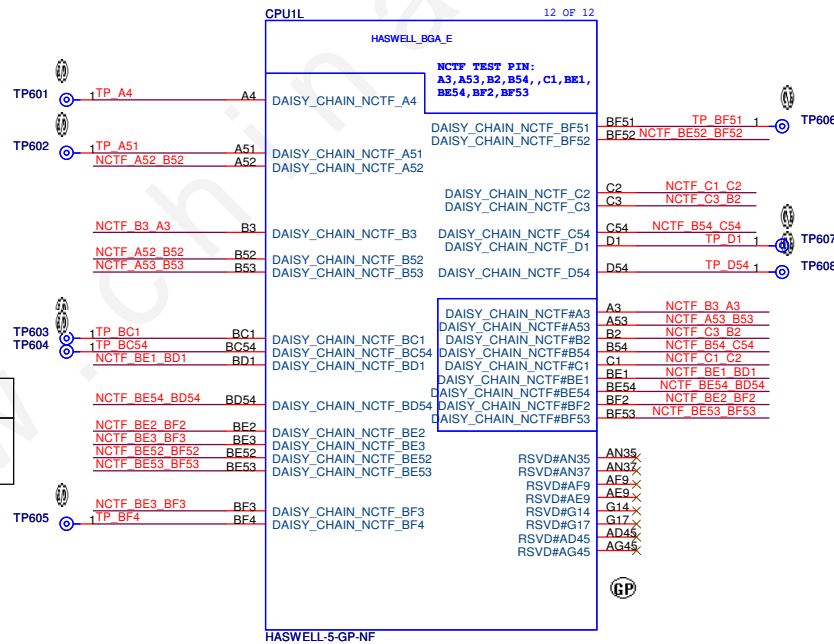 CPU1L
12 OF 12
HASWELL_BGA_E
NCTF TEST PIN:
A3,A53,B2,B54,,C1,BE1,
BE54,BF2,BF53
TP601 1 TP_A4 A4 DAISY_CHAIN_NCTF_A4
TP602 1 TP_A51 A51 DAISY_CHAIN_NCTF_A51
NCTF_A52_B52 A52 DAISY_CHAIN_NCTF_A52
NCTF_B3_A3 B3 DAISY_CHAIN_NCTF_B3
NCTF_A52_B52 B52 DAISY_CHAIN_NCTF_B52
NCTF_A53_B53 B53 DAISY_CHAIN_NCTF_B53
TP603 1 TP_BC1 BC1 DAISY_CHAIN_NCTF_BC1
TP604 1 TP_BC54 BC54 DAISY_CHAIN_NCTF_BC54
NCTF_BE1_BD1 BD1 DAISY_CHAIN_NCTF_BD1
NCTF_BE54_BD54 BD54 DAISY_CHAIN_NCTF_BD54
NCTF_BE2_BF2 BE2 DAISY_CHAIN_NCTF_BE2
NCTF_BE3_BF3 BE3 DAISY_CHAIN_NCTF_BE3
NCTF_BE52_BF52 BE52 DAISY_CHAIN_NCTF_BE52
NCTF_BE53_BF53 BE53 DAISY_CHAIN_NCTF_BE53
NCTF_BE3_BF3 BF3 DAISY_CHAIN_NCTF_BF3
TP605 1 TP_BF4 BF4 DAISY_CHAIN_NCTF_BF4
DAISY_CHAIN_NCTF_BF51 BF51 TP_BF51 1 TP606
DAISY_CHAIN_NCTF_BF52 BF52 NCTF_BE52_BF52
DAISY_CHAIN_NCTF_C2 C2 NCTF_C1_C2
DAISY_CHAIN_NCTF_C3 C3 NCTF_C3_B2
DAISY_CHAIN_NCTF_C54 C54 NCTF_B54_C54
DAISY_CHAIN_NCTF_D1 D1 TP_D1 1 TP607
DAISY_CHAIN_NCTF_D54 D54 TP_D54 1 TP608
DAISY_CHAIN_NCTF#A3 A3 NCTF_B3_A3
DAISY_CHAIN_NCTF#A53 A53 NCTF_A53_B53
DAISY_CHAIN_NCTF#B2 B2 NCTF_C3_B2
DAISY_CHAIN_NCTF#B54 B54 NCTF_B54_C54
DAISY_CHAIN_NCTF#C1 C1 NCTF_C1_C2
DAISY_CHAIN_NCTF#BE1 BE1 NCTF_BE1_BD1
DAISY_CHAIN_NCTF#BE54 BE54 NCTF_BE54_BD54
DAISY_CHAIN_NCTF#BF2 BF2 NCTF_BE2_BF2
DAISY_CHAIN_NCTF#BF53 BF53 NCTF_BE53_BF53
RSVD#AN35 AN35
RSVD#AN37 AN37
RSVD#AF9 AF9
RSVD#AE9 AE9
RSVD#G14 G14
RSVD#G17 G17
RSVD#AD45 AD45
RSVD#AG45 AG45
GP
HASWELL-5-GP-NF
w.china